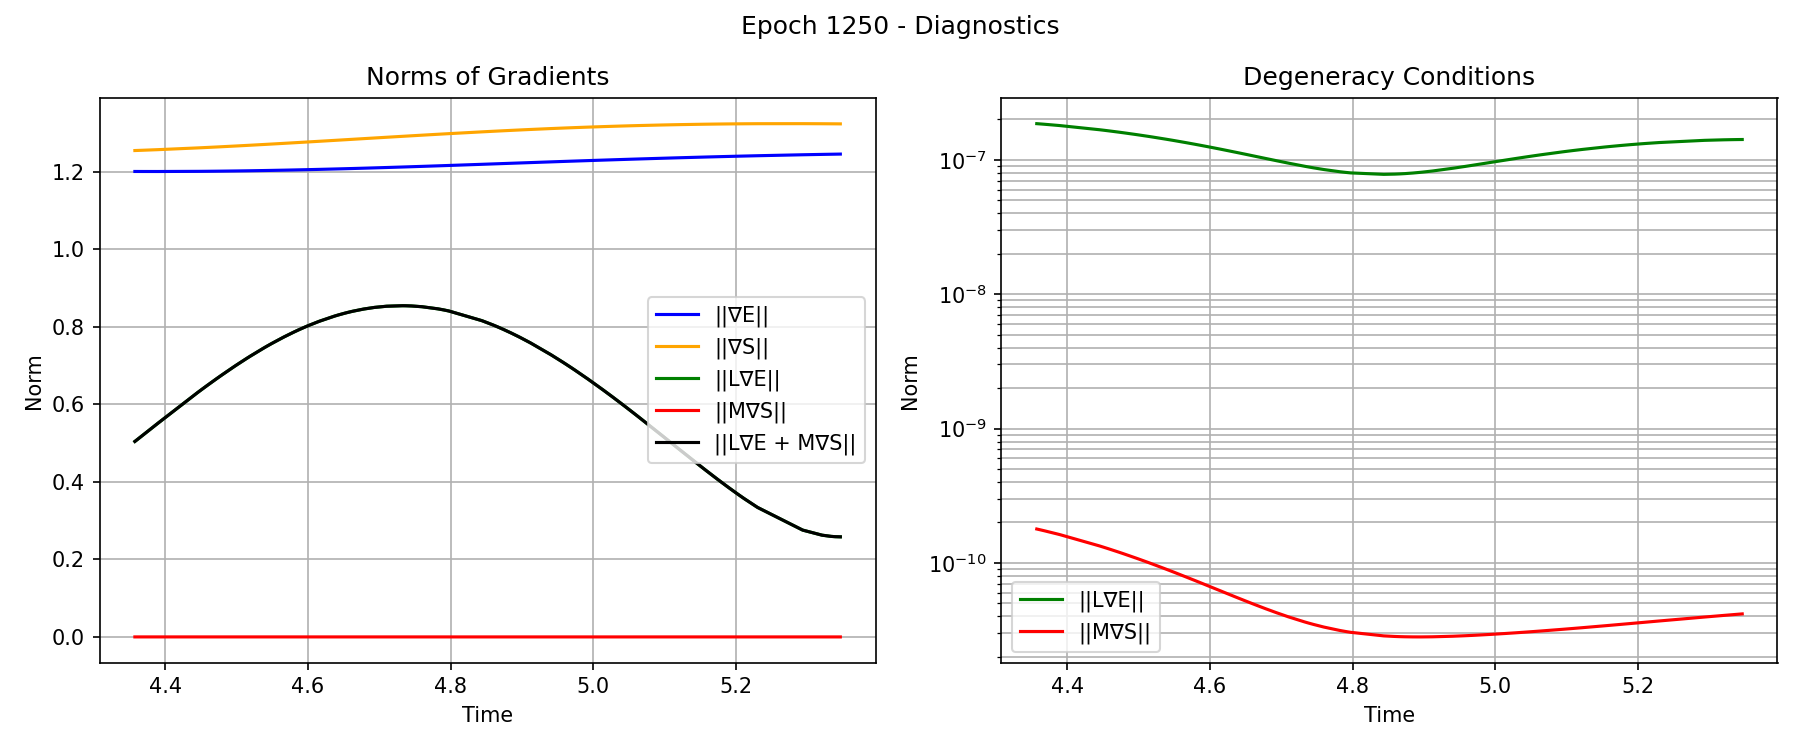 Epoch 1250 - Diagnostics
Norms of Gradients
Norm
1.2
1.0
0.8
0.6
0.4
0.2
0.0
||∇E||
||∇S||
||L∇E||
||M∇S||
||L∇E + M∇S||
4.4 4.6 4.8 5.0 5.2
Time
Degeneracy Conditions
Norm
10⁻⁷
10⁻⁸
10⁻⁹
10⁻¹⁰
||L∇E||
||M∇S||
4.4 4.6 4.8 5.0 5.2
Time